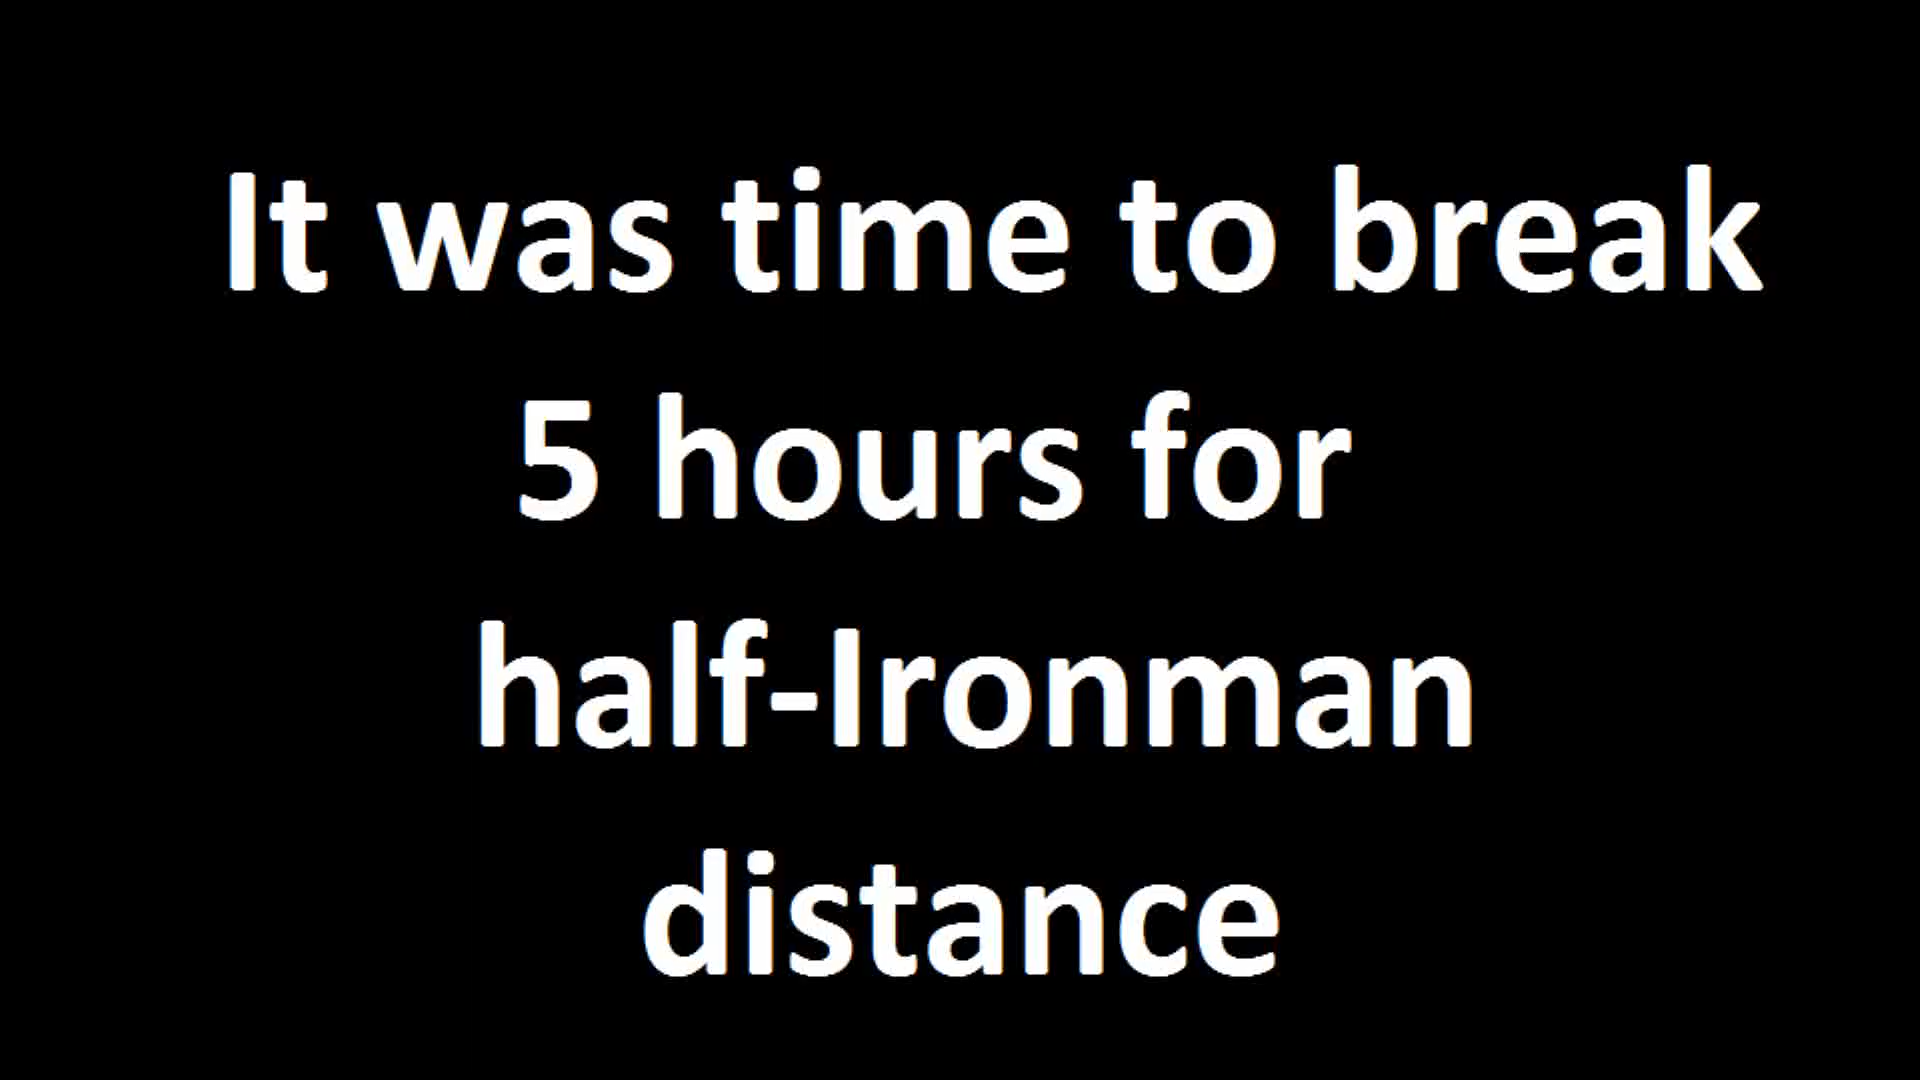 It was time to break
5 hours for
half-Ironman
distance